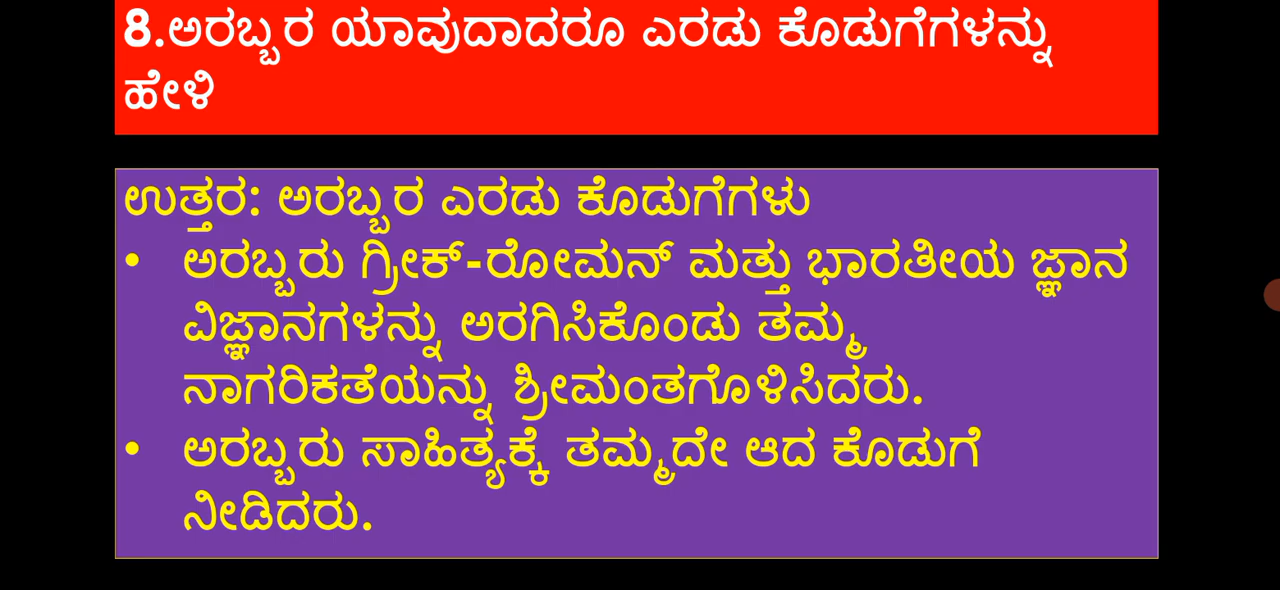 8.ಅರಬ್ಬರ ಯಾವುದಾದರೂ ಎರಡು ಕೊಡುಗೆಗಳನ್ನು
ಹೇಳಿ
ಉತ್ತರ: ಅರಬ್ಬರ ಎರಡು ಕೊಡುಗೆಗಳು
• ಅರಬ್ಬರು ಗ್ರೀಕ್-ರೋಮನ್ ಮತ್ತು ಭಾರತೀಯ ಜ್ಞಾನ
ವಿಜ್ಞಾನಗಳನ್ನು ಅರಗಿಸಿಕೊಂಡು ತಮ್ಮ
ನಾಗರಿಕತೆಯನ್ನು ಶ್ರೀಮಂತಗೊಳಿಸಿದರು.
• ಅರಬ್ಬರು ಸಾಹಿತ್ಯಕ್ಕೆ ತಮ್ಮದೇ ಆದ ಕೊಡುಗೆ
ನೀಡಿದರು.